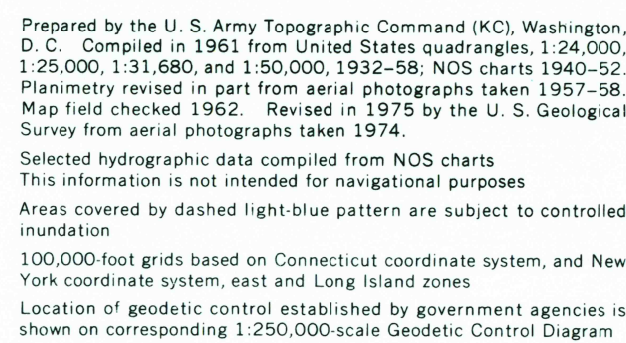 Prepared by the U. S. Army Topographic Command (KC), Washington,
D. C. Compiled in 1961 from United States quadrangles, 1:24,000,
1:25,000, 1:31,680, and 1:50,000, 1932–58; NOS charts 1940–52.
Planimetry revised in part from aerial photographs taken 1957–58.
Map field checked 1962. Revised in 1975 by the U. S. Geological
Survey from aerial photographs taken 1974.
Selected hydrographic data compiled from NOS charts
This information is not intended for navigational purposes
Areas covered by dashed light-blue pattern are subject to controlled
inundation
100,000-foot grids based on Connecticut coordinate system, and New
York coordinate system, east and Long Island zones
Location of geodetic control established by government agencies is
shown on corresponding 1:250,000-scale Geodetic Control Diagram